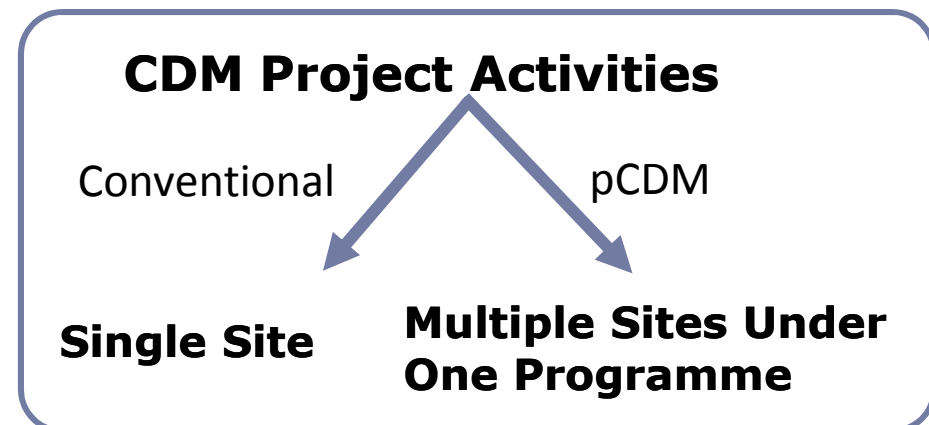 CDM Project Activities
Conventional
pCDM
Single Site
Multiple Sites Under
One Programme